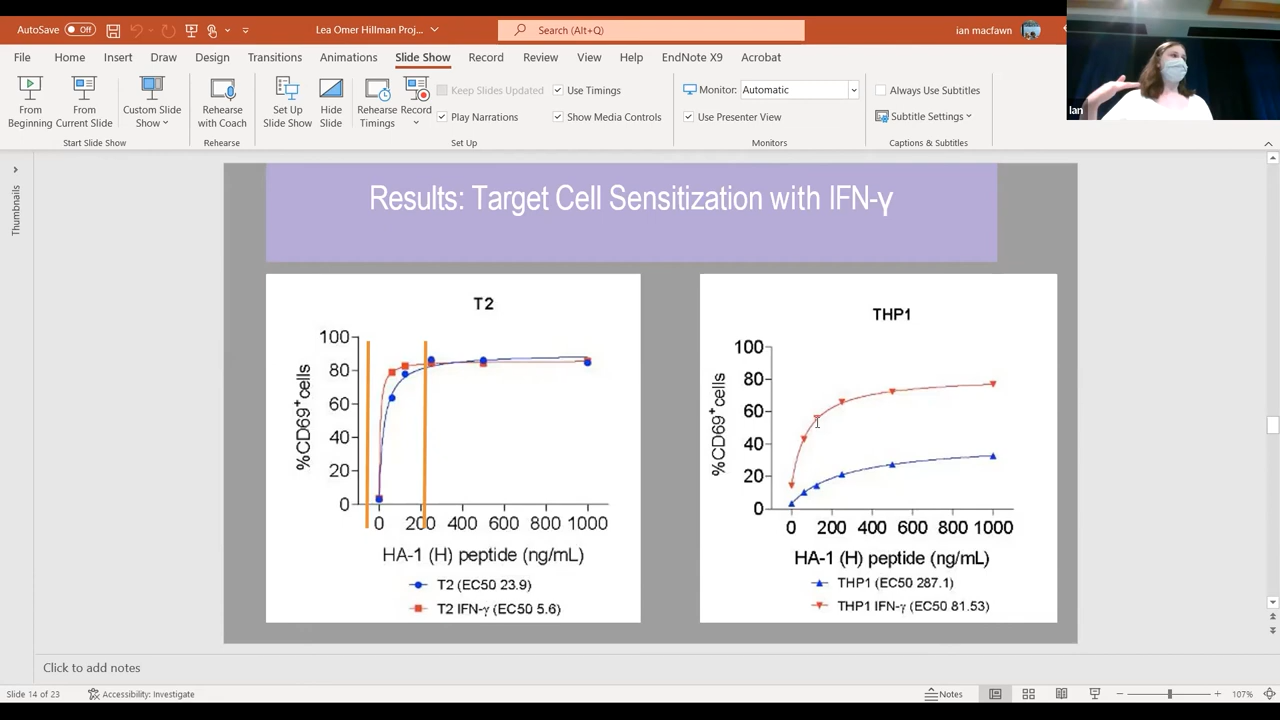 AutoSave Off Lea Omer Hillman Proj... Search (Alt+Q) ian macfawn
File Home Insert Draw Design Transitions Animations Slide Show Record Review View Help EndNote X9 Acrobat
From Beginning
From Current Slide
Custom Slide Show
Rehearse with Coach
Set Up Slide Show
Hide Slide
Rehearse Timings
Record
Keep Slides Updated
Use Timings
Play Narrations
Show Media Controls
Monitor: Automatic
Use Presenter View
Always Use Subtitles
Subtitle Settings
Start Slide Show
Rehearse
Set Up
Monitors
Captions & Subtitles
Ian
Thumbnails
Results: Target Cell Sensitization with IFN-γ
T2
%CD69+cells
100
80
60
40
20
0
0 200 400 600 800 1000
HA-1 (H) peptide (ng/mL)
T2 (EC50 23.9)
T2 IFN-γ (EC50 5.6)
THP1
%CD69+cells
100
80
60
40
20
0
0 200 400 600 800 1000
HA-1 (H) peptide (ng/mL)
THP1 (EC50 287.1)
THP1 IFN-γ (EC50 81.53)
Click to add notes
Slide 14 of 23 Accessibility: Investigate Notes 107%